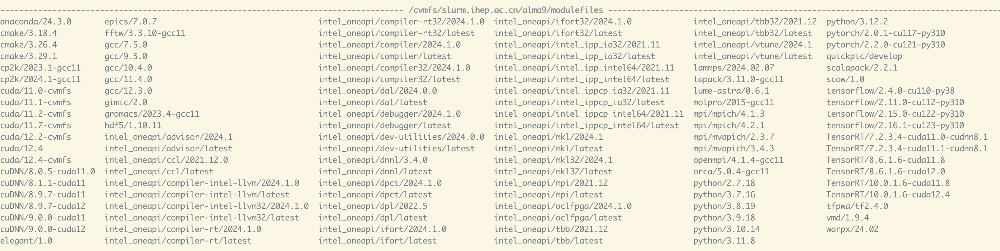 /cvmfs/slurm.ihep.ac.cn/alma9/modulefiles
anaconda/24.3.0 epics/7.0.7 intel_oneapi/compiler-rt32/2024.1.0 intel_oneapi/ifort32/2024.1.0 intel_oneapi/tbb32/2021.12 python/3.12.2
cmake/3.18.4 fftw/3.3.10-gcc11 intel_oneapi/compiler-rt32/latest intel_oneapi/ifort32/latest intel_oneapi/tbb32/latest pytorch/2.0.1-cu117-py310
cmake/3.26.4 gcc/7.5.0 intel_oneapi/compiler/2024.1.0 intel_oneapi/intel_ipp_ia32/2021.11 intel_oneapi/vtune/2024.1 pytorch/2.2.0-cu121-py310
cmake/3.29.1 gcc/9.5.0 intel_oneapi/compiler/latest intel_oneapi/intel_ipp_ia32/latest intel_oneapi/vtune/latest quickpic/develop
cp2k/2023.1-gcc11 gcc/10.4.0 intel_oneapi/compiler32/2024.1.0 intel_oneapi/intel_ipp_intel64/2021.11 lammps/2024.02.07 scalapack/2.2.1
cp2k/2024.1-gcc11 gcc/11.4.0 intel_oneapi/compiler32/latest intel_oneapi/intel_ipp_intel64/latest lapack/3.11.0-gcc11 scow/1.0
cuda/11.0-cvmfs gcc/12.3.0 intel_oneapi/dal/2024.0.0 intel_oneapi/intel_ippcp_ia32/2021.11 lume-astra/0.6.1 tensorflow/2.4.0-cu110-py38
cuda/11.1-cvmfs gimic/2.0 intel_oneapi/dal/latest intel_oneapi/intel_ippcp_ia32/latest molpro/2015-gcc11 tensorflow/2.11.0-cu112-py310
cuda/11.2-cvmfs gromacs/2023.4-gcc11 intel_oneapi/debugger/2024.1.0 intel_oneapi/intel_ippcp_intel64/2021.11 mpi/mpich/4.1.3 tensorflow/2.15.0-cu122-py310
cuda/11.7-cvmfs hdf5/1.10.11 intel_oneapi/debugger/latest intel_oneapi/intel_ippcp_intel64/latest mpi/mpich/4.2.1 tensorflow/2.16.1-cu123-py310
cuda/12.2-cvmfs intel_oneapi/advisor/2024.1 intel_oneapi/dev-utilities/2024.0.0 intel_oneapi/mkl/2024.1 mpi/mvapich/2.3.7 TensorRT/7.2.3.4-cuda11.0-cudnn8.1
cuda/12.4 intel_oneapi/advisor/latest intel_oneapi/dev-utilities/latest intel_oneapi/mkl/latest mpi/mvapich/3.4.3 TensorRT/7.2.3.4-cuda11.1-cudnn8.1
cuda/12.4-cvmfs intel_oneapi/ccl/2021.12.0 intel_oneapi/dnnl/3.4.0 intel_oneapi/mkl32/2024.1 openmpi/4.1.4-gcc11 TensorRT/8.6.1.6-cuda11.8
cuDNN/8.0.5-cuda11.0 intel_oneapi/ccl/latest intel_oneapi/dnnl/latest intel_oneapi/mkl32/latest orca/5.0.4-gcc11 TensorRT/8.6.1.6-cuda12.0
cuDNN/8.1.1-cuda11 intel_oneapi/compiler-intel-llvm/2024.1.0 intel_oneapi/dpct/2024.1.0 intel_oneapi/mpi/2021.12 python/2.7.18 TensorRT/10.0.1.6-cuda11.8
cuDNN/8.9.7-cuda11 intel_oneapi/compiler-intel-llvm/latest intel_oneapi/dpct/latest intel_oneapi/mpi/latest python/3.7.16 TensorRT/10.0.1.6-cuda12.4
cuDNN/8.9.7-cuda12 intel_oneapi/compiler-intel-llvm32/2024.1.0 intel_oneapi/dpl/2022.5 intel_oneapi/oclfpga/2024.1.0 python/3.8.19 tfpwa/tf2.4.0
cuDNN/9.0.0-cuda11 intel_oneapi/compiler-intel-llvm32/latest intel_oneapi/dpl/latest intel_oneapi/oclfpga/latest python/3.9.18 vmd/1.9.4
cuDNN/9.0.0-cuda12 intel_oneapi/compiler-rt/2024.1.0 intel_oneapi/ifort/2024.1.0 intel_oneapi/tbb/2021.12 python/3.10.14 warpx/24.02
elegant/1.0 intel_oneapi/compiler-rt/latest intel_oneapi/ifort/latest intel_oneapi/tbb/latest python/3.11.8